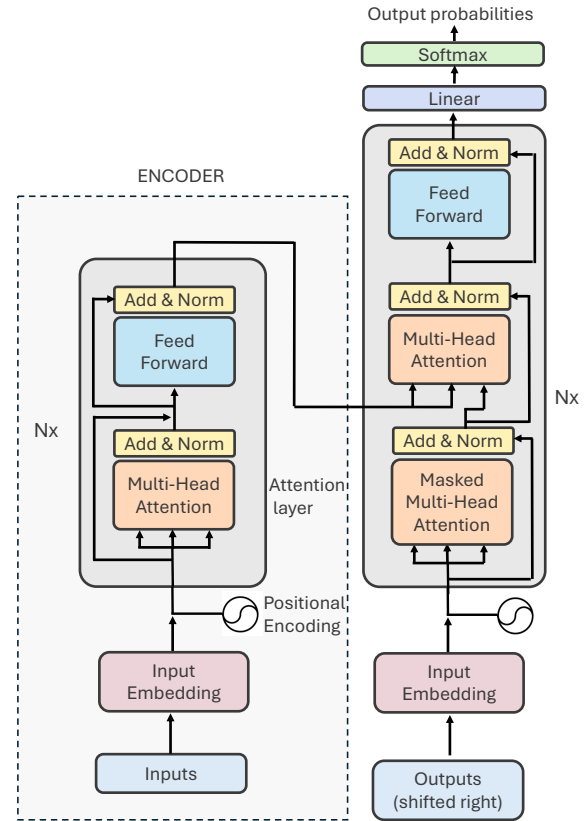 Output probabilities
Softmax
Linear
Add & Norm
Feed
Forward
Add & Norm
Multi-Head
Attention
Nx
Add & Norm
Masked
Multi-Head
Attention
Input
Embedding
Outputs
(shifted right)
ENCODER
Add & Norm
Feed
Forward
Nx
Add & Norm
Multi-Head
Attention
Attention
layer
Positional
Encoding
Input
Embedding
Inputs